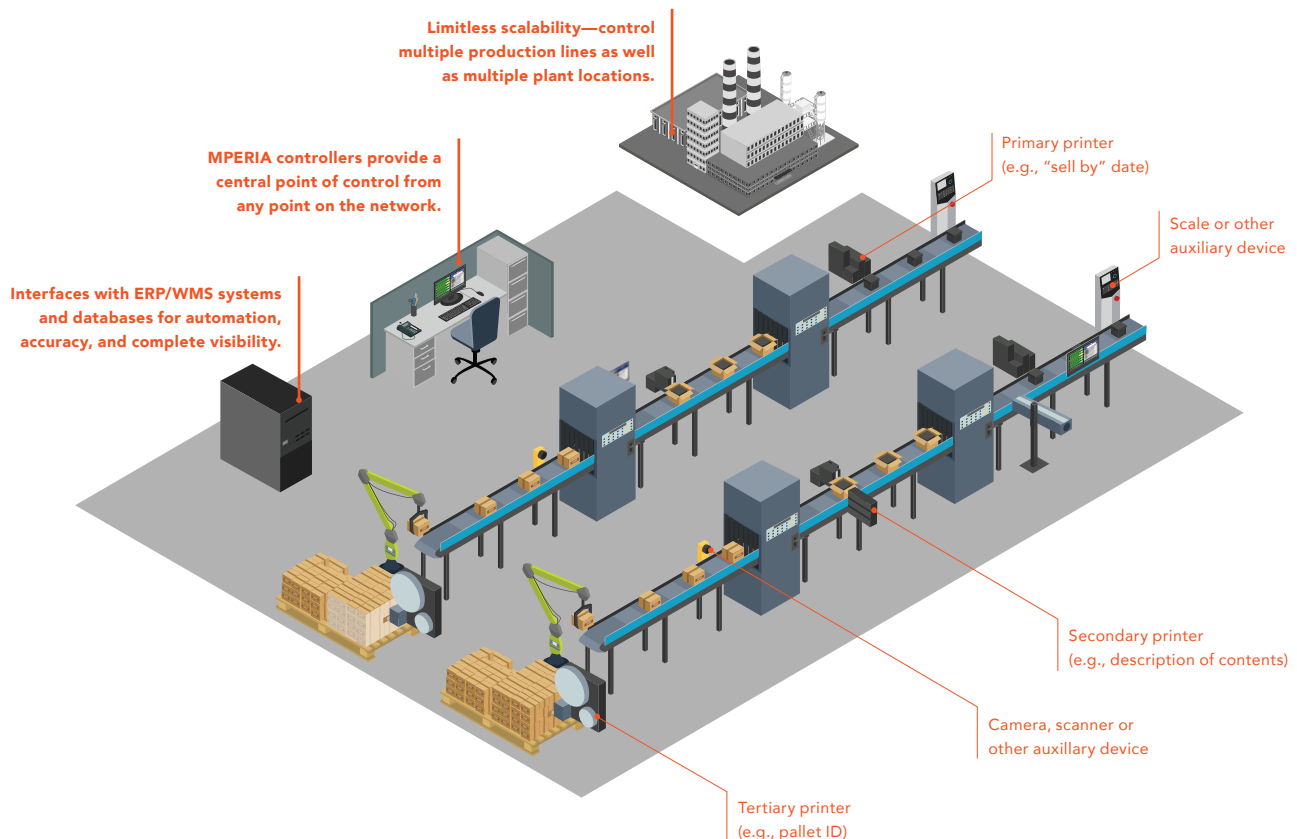 Limitless scalability—control
multiple production lines as well
as multiple plant locations.
MPERIA controllers provide a
central point of control from
any point on the network.
Interfaces with ERP/WMS systems
and databases for automation,
accuracy, and complete visibility.
Primary printer
(e.g., “sell by” date)
Scale or other
auxiliary device
Secondary printer
(e.g., description of contents)
Camera, scanner or
other auxillary device
Tertiary printer
(e.g., pallet ID)